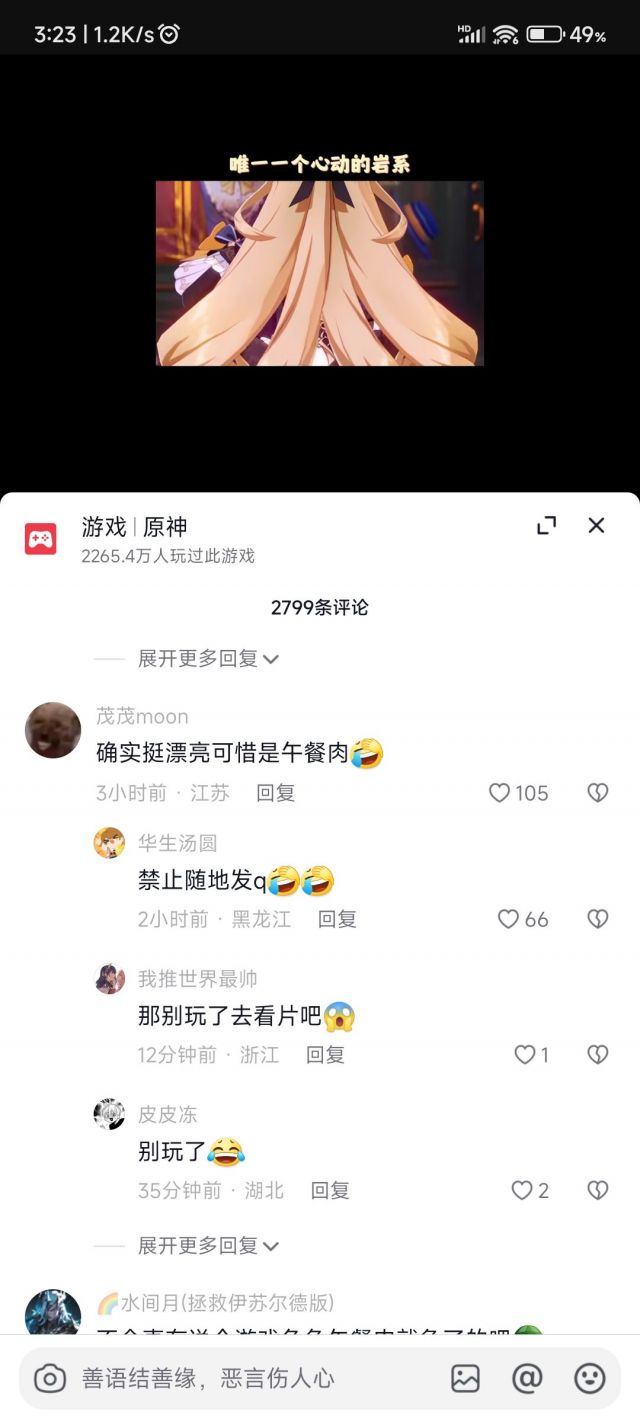 3:23 | 1.2K/s
HD 6 49%
唯一一个心动的岩系
游戏 | 原神
2265.4万人玩过此游戏
2799条评论
展开更多回复
茂茂moon
确实挺漂亮可惜是午餐肉🤣
3小时前 · 江苏 回复 105
华生汤圆
禁止随地发q🤣🤣
2小时前 · 黑龙江 回复 66
我推世界最帅
那别玩了去看片吧😱
12分钟前 · 浙江 回复 1
皮皮冻
别玩了😂
35分钟前 · 湖北 回复 2
展开更多回复
🌈水间月(拯救伊苏尔德版)
善语结善缘，恶言伤人心